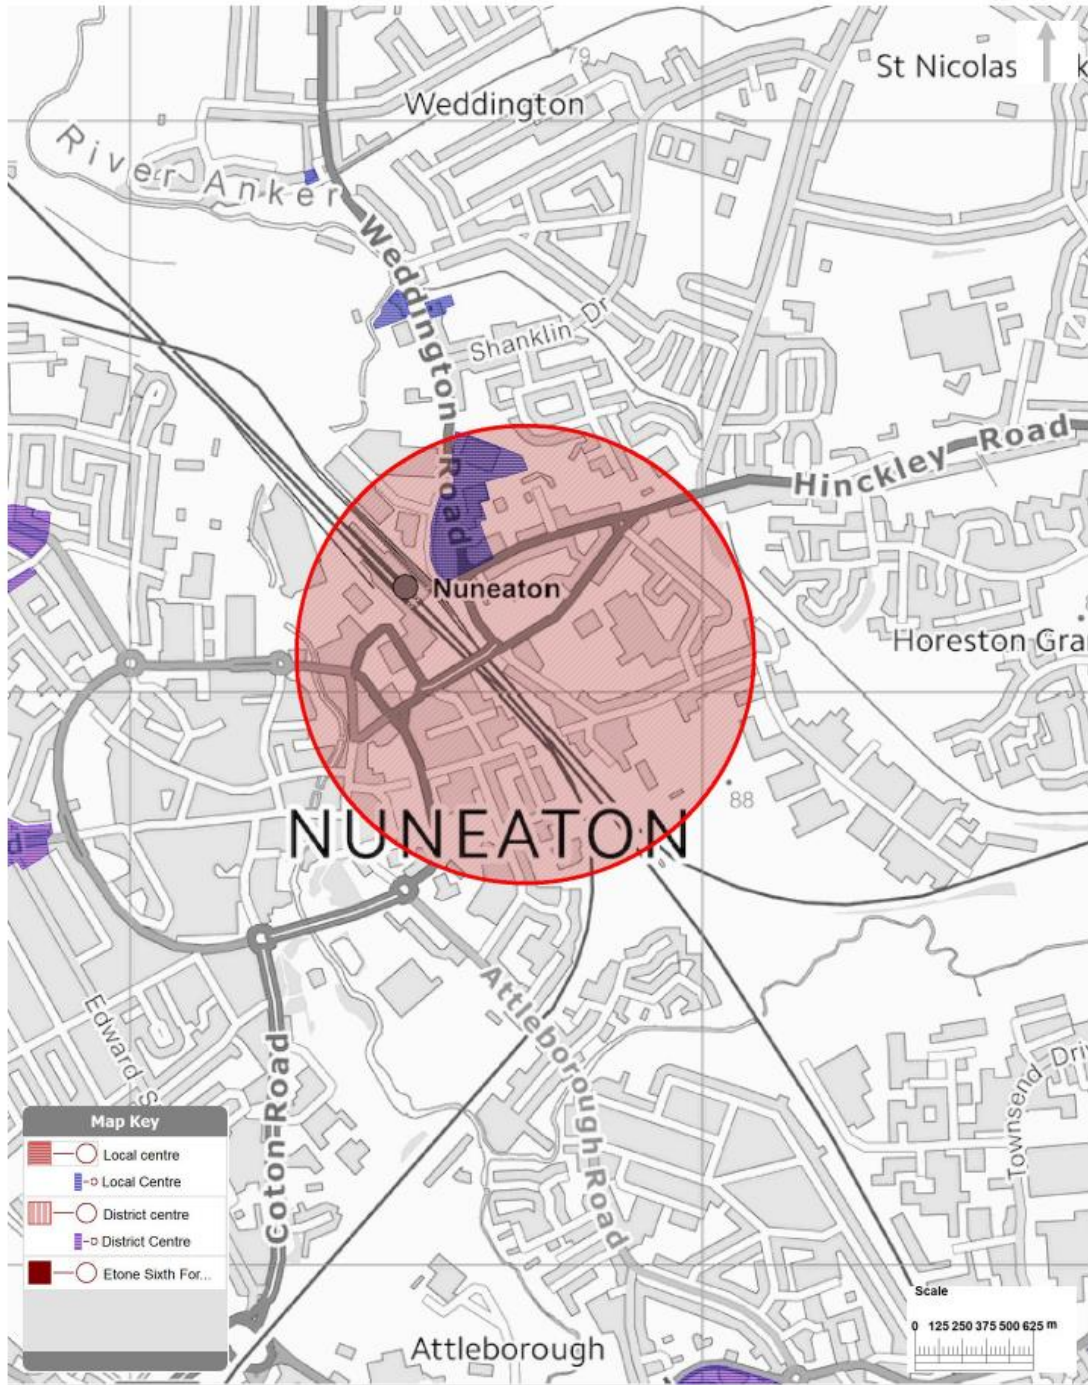 79
St Nicolas
k
Weddington
River Anker
Weddington Road
Shanklin Dr
Hinckley Road
Nuneaton
Horeston Gra
88
NUNEATON
Attleborough Road
Edward S
Coton Road
Townsend Driv
Attleborough
Map Key
Local centre
Local Centre
District centre
District Centre
Etone Sixth For...
Scale
0 125 250 375 500 625 m